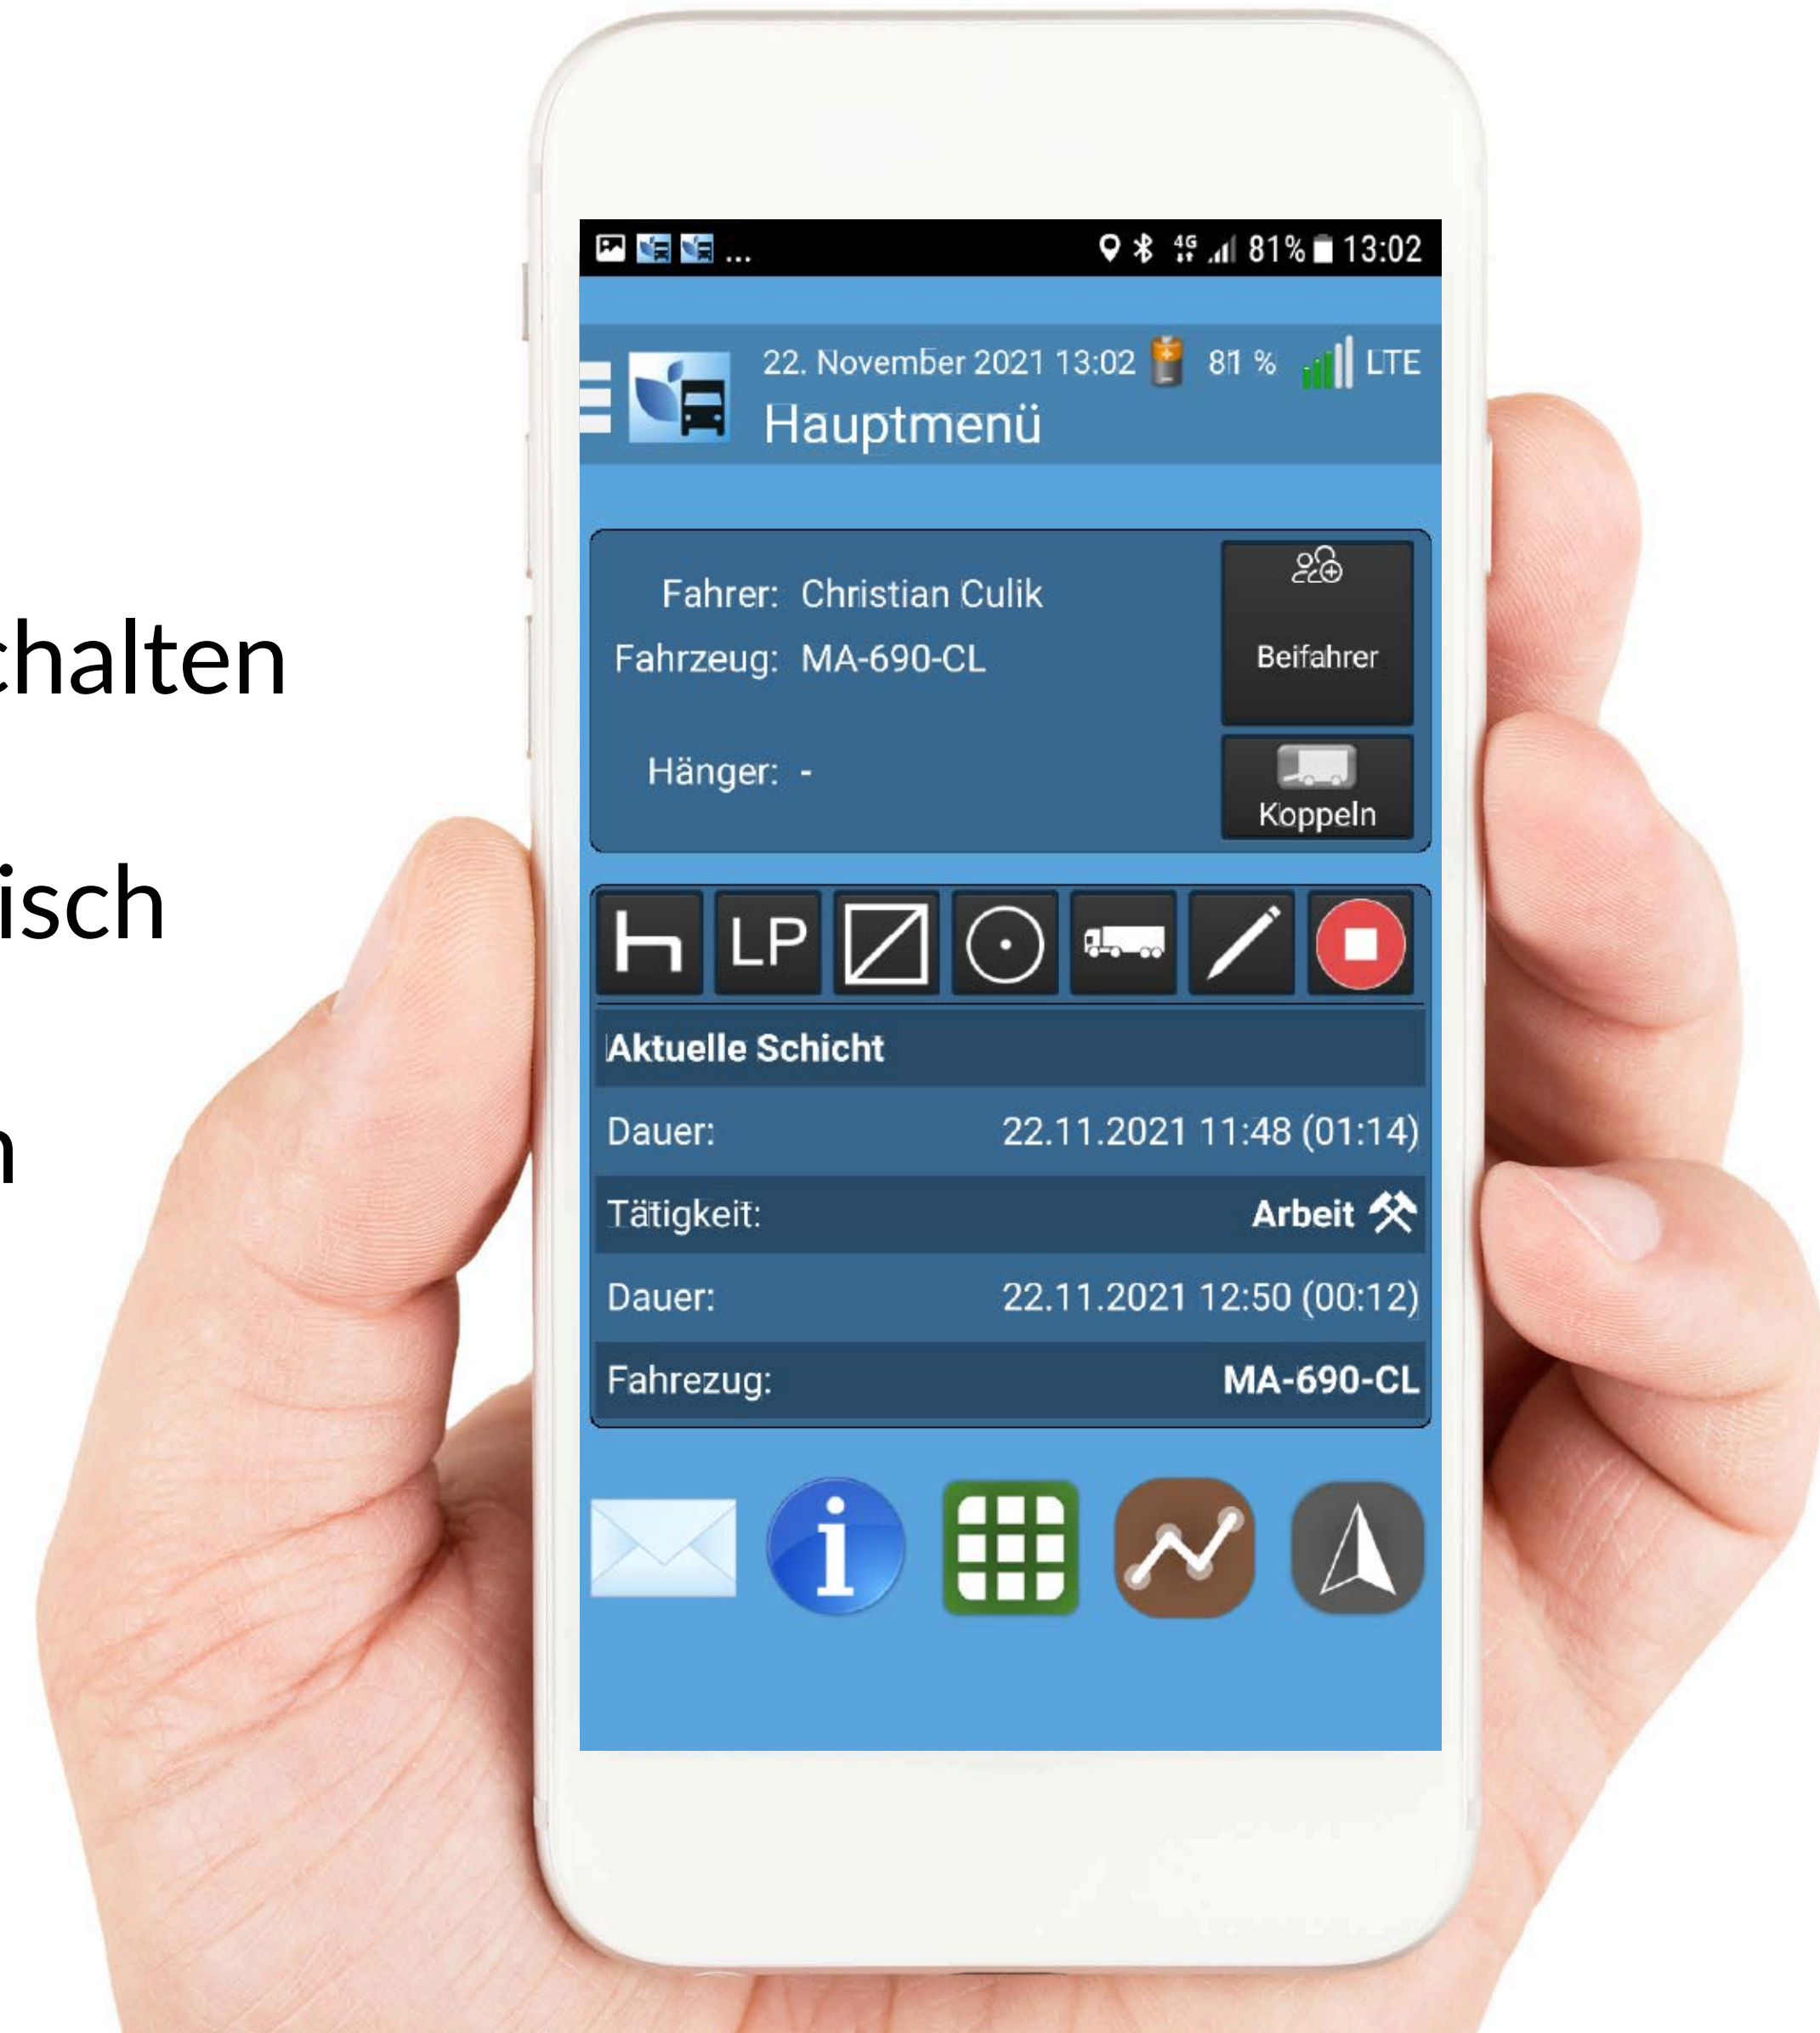 chalten
isch
n
... 4G 81% 13:02
22. November 2021 13:02 81 % LTE
Hauptmenü
Fahrer: Christian Culik
Fahrzeug: MA-690-CL
Hänger: -
Beifahrer
Koppeln
LP
Aktuelle Schicht
Dauer: 22.11.2021 11:48 (01:14)
Tätigkeit: Arbeit
Dauer: 22.11.2021 12:50 (00:12)
Fahrezug: MA-690-CL
i